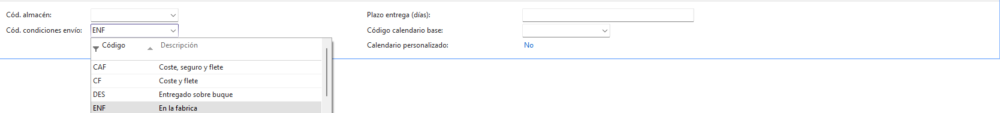 Cód. almacén:
Plazo entrega (días):
Cód. condiciones envío: ENF
Código calendario base:
Calendario personalizado: No
Código Descripción
CAF Coste, seguro y flete
CF Coste y flete
DES Entregado sobre buque
ENF En la fabrica